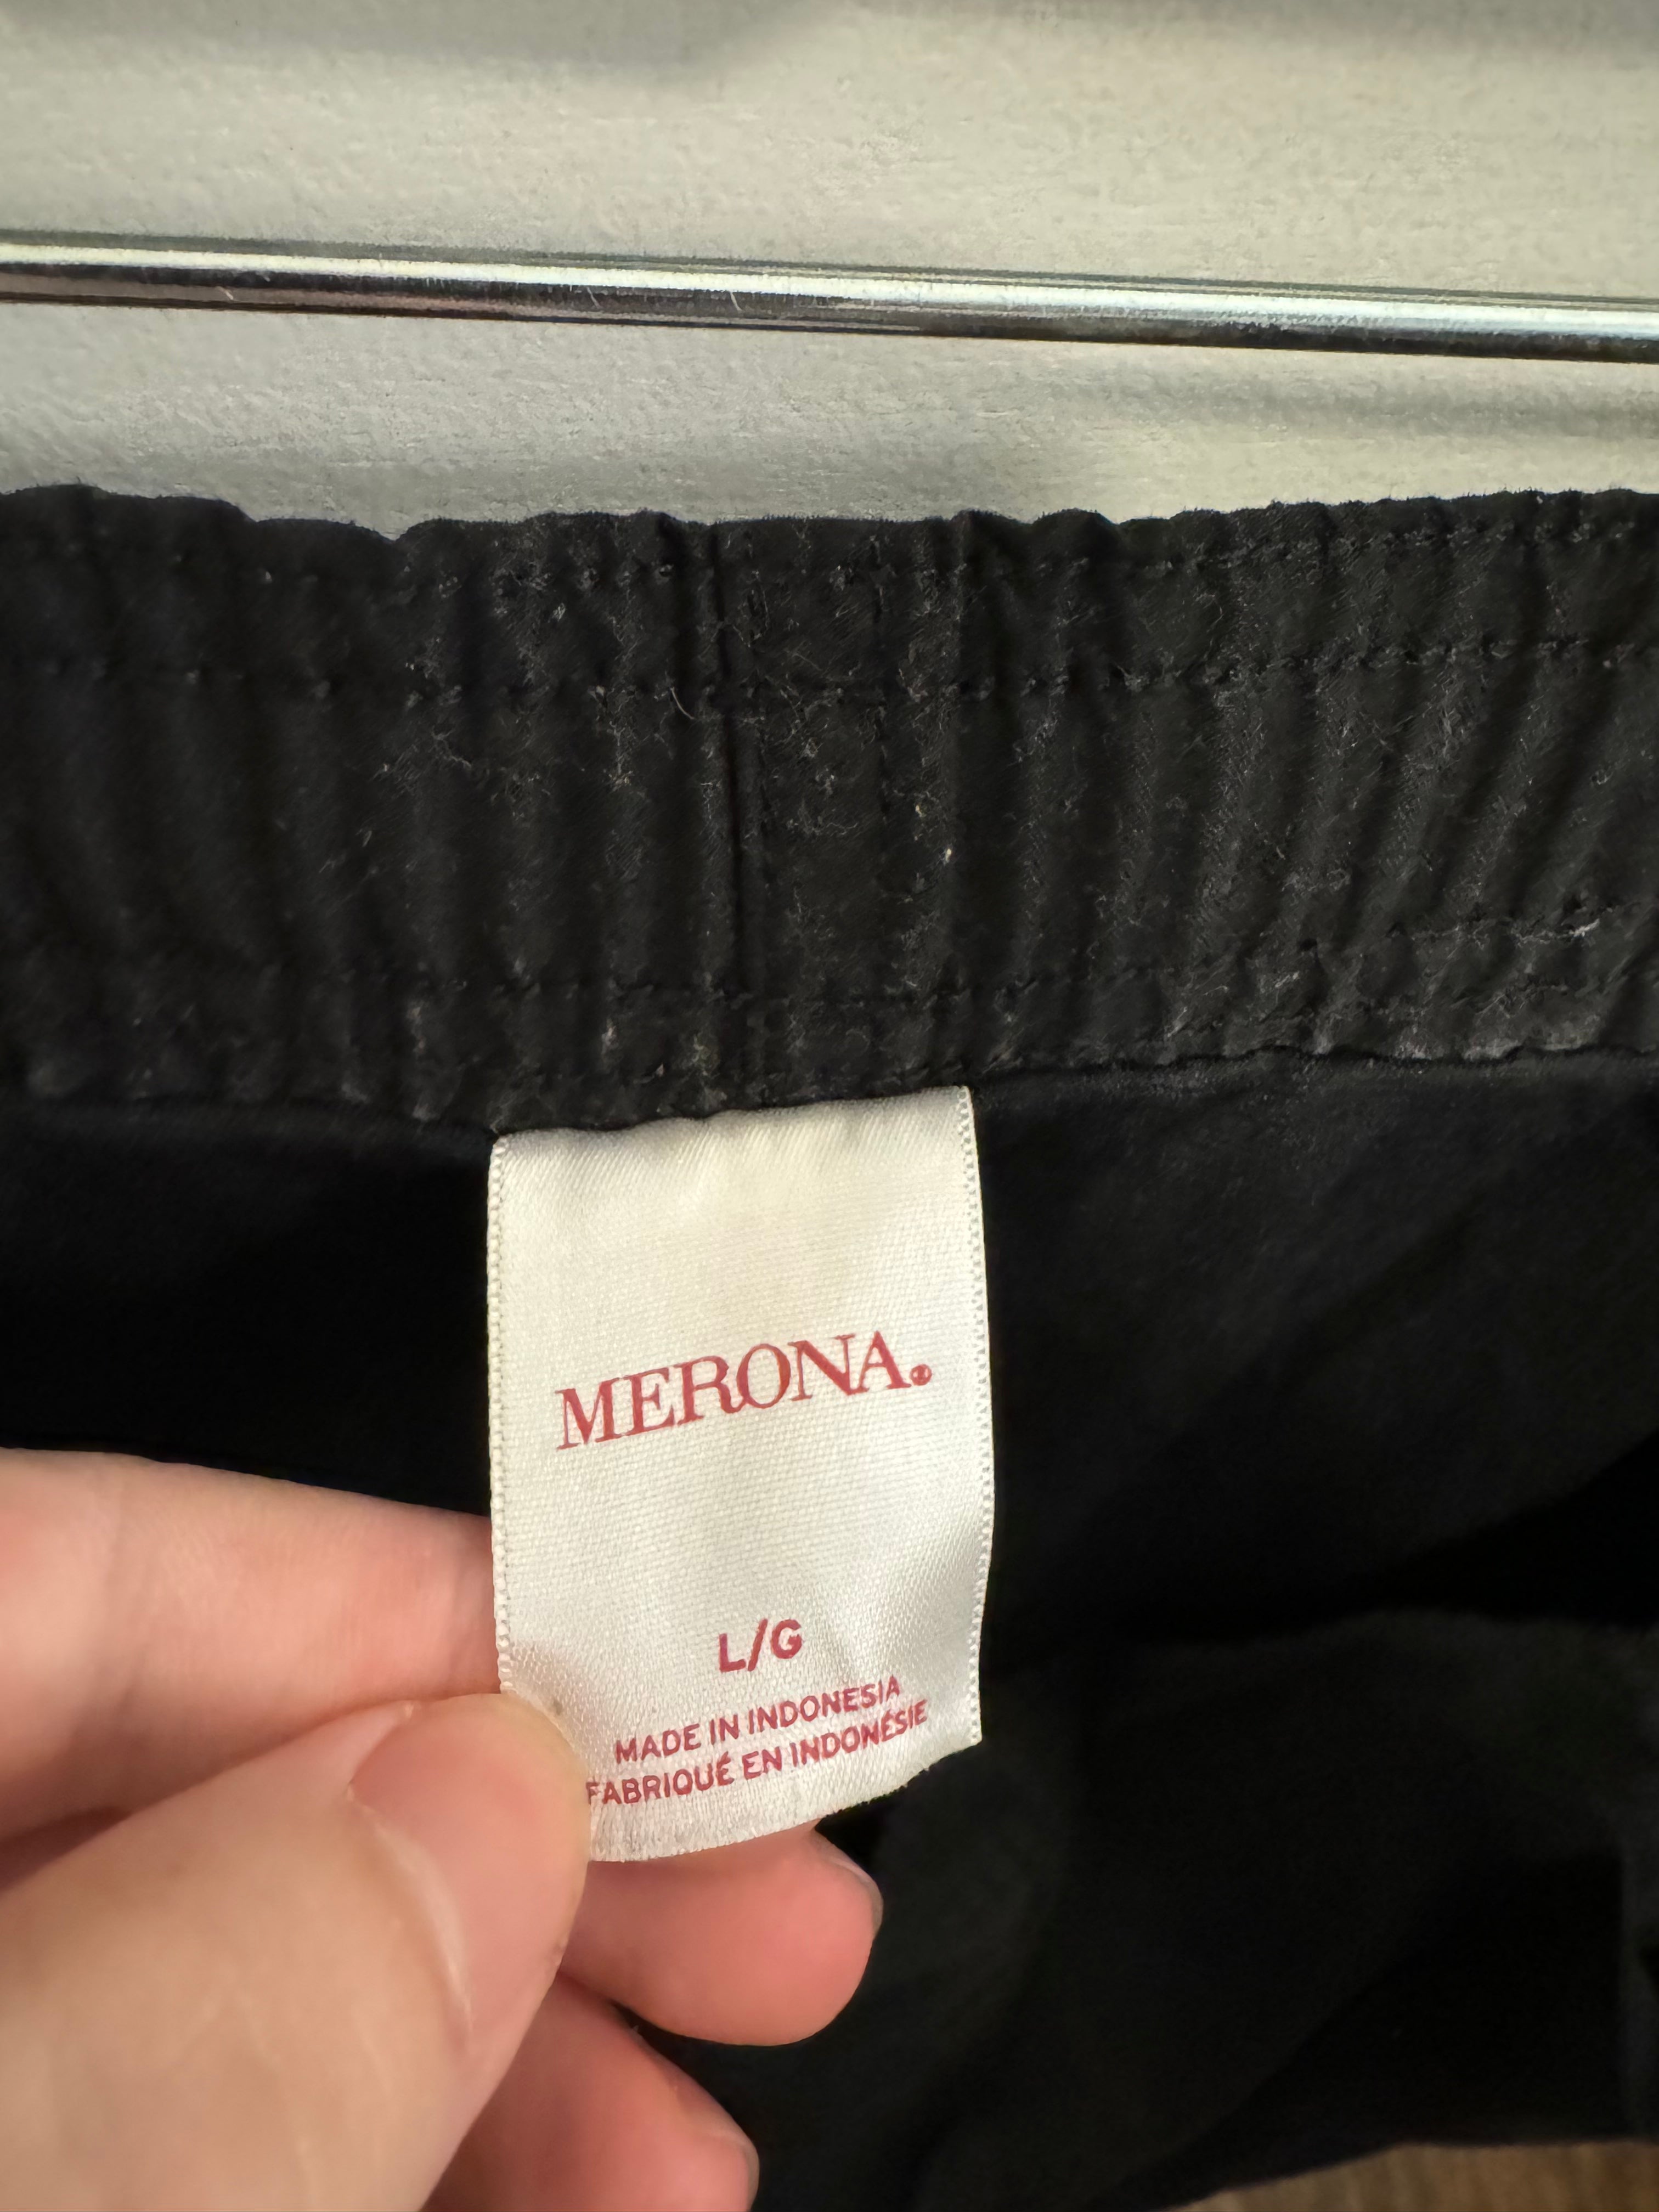 MERONA®
L/G
MADE IN INDONESIA
FABRIQUÉ EN INDONÉSIE